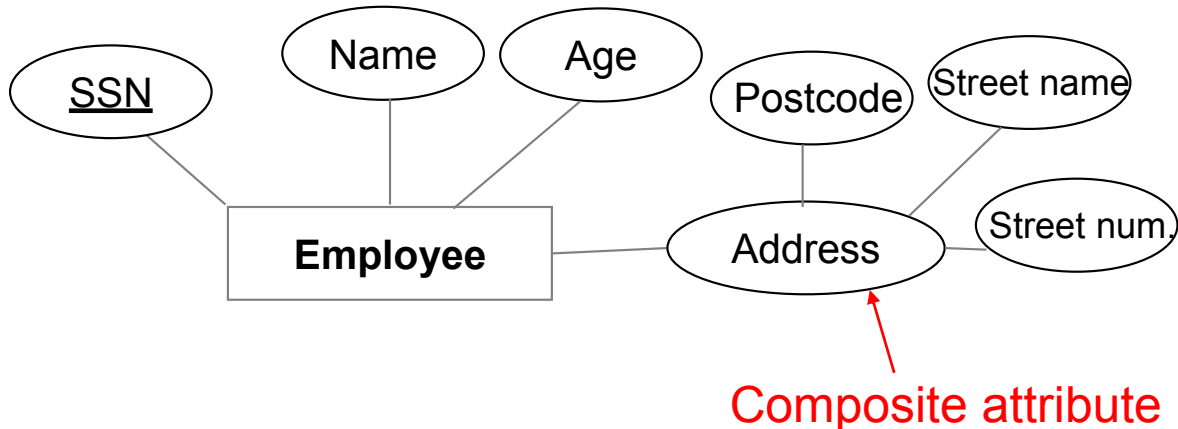 SSN
Name
Age
Postcode
Street name
Street num.
Employee
Address
Composite attribute